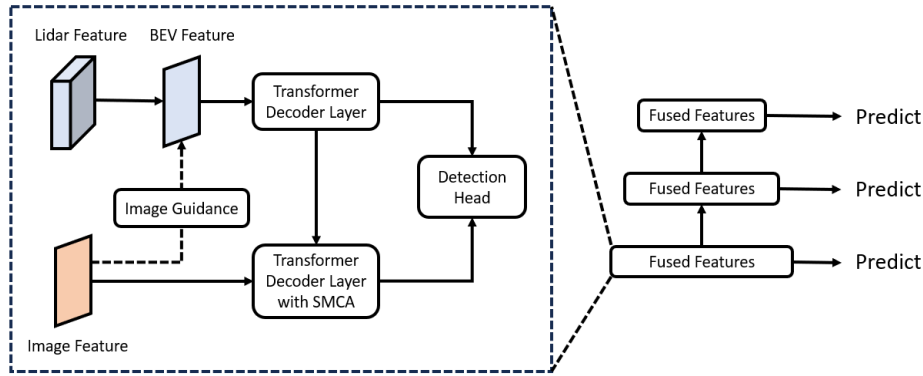 Lidar Feature
BEV Feature
Transformer
Decoder Layer
Image Guidance
Detection
Head
Transformer
Decoder Layer
with SMCA
Image Feature
Fused Features
Predict
Fused Features
Predict
Fused Features
Predict